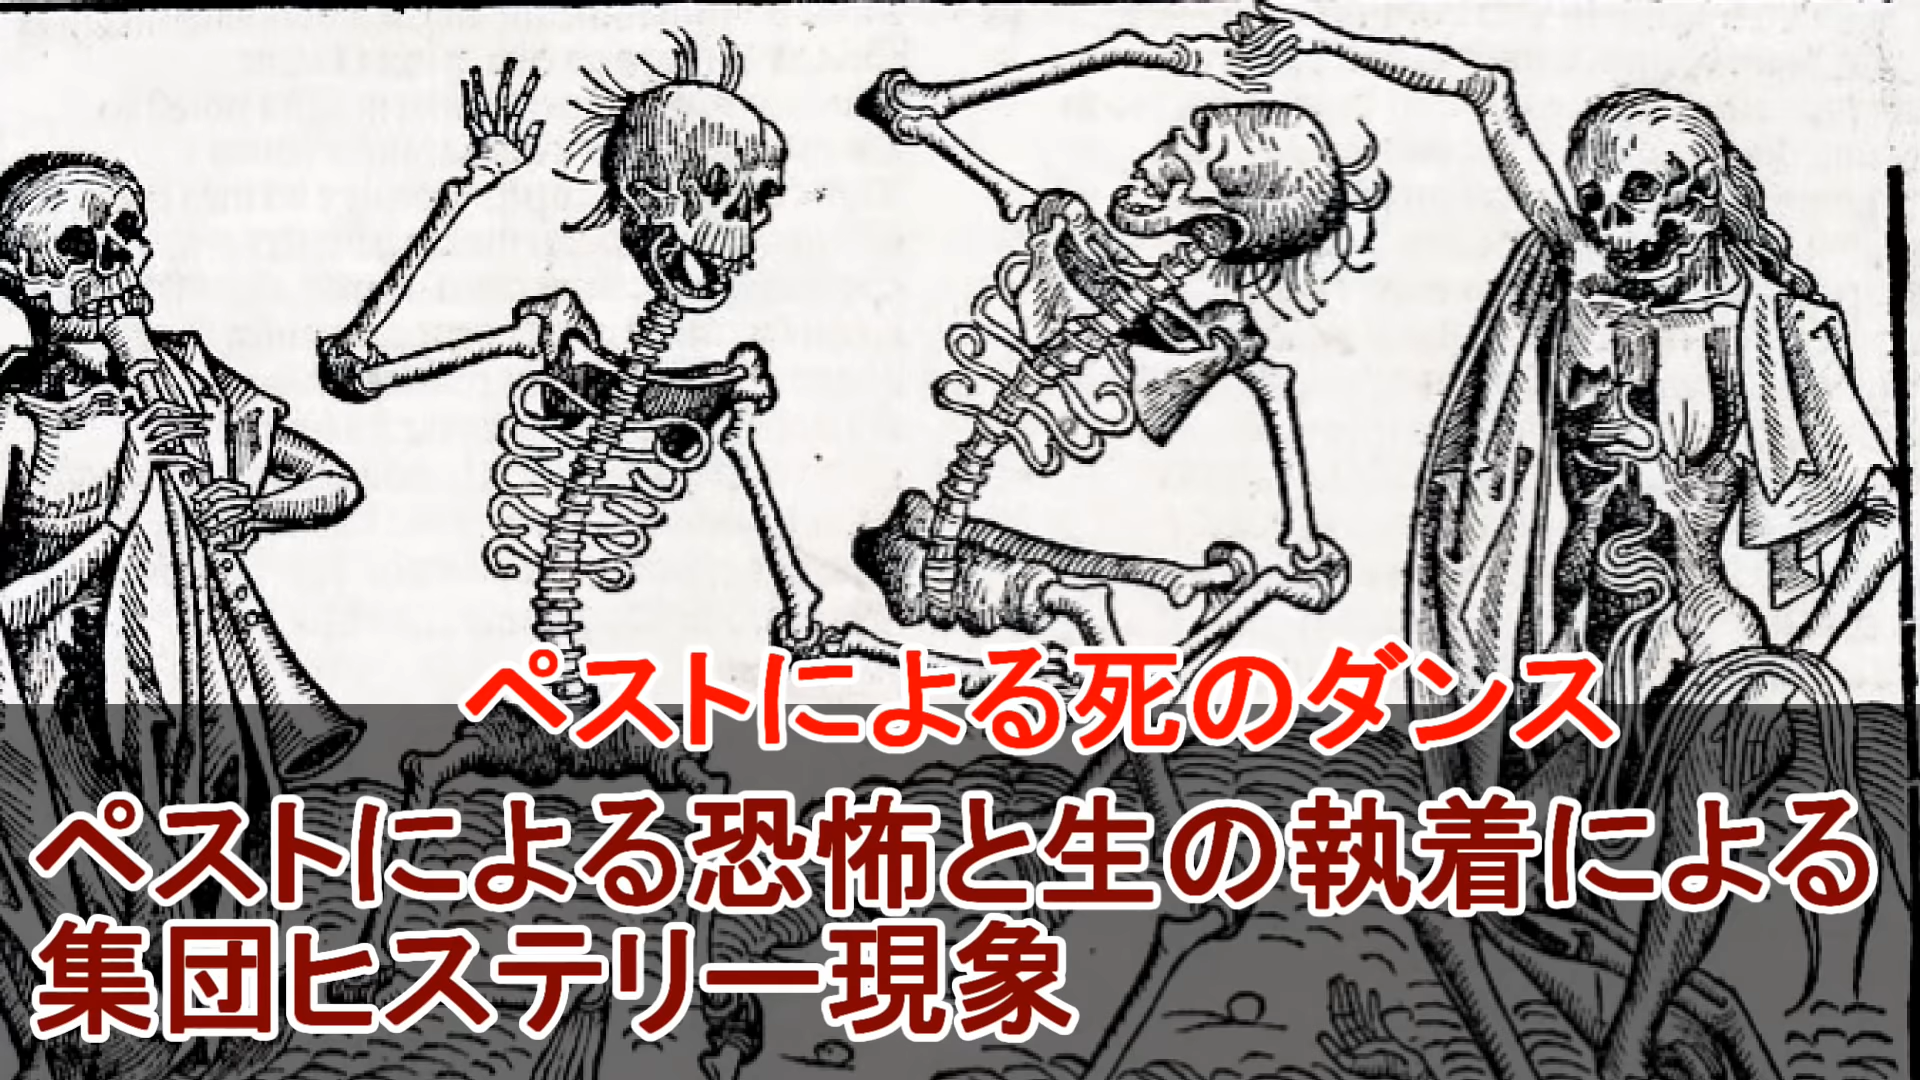 ペストによる死のダンス
ペストによる恐怖と生の執着による
集団ヒステリー現象